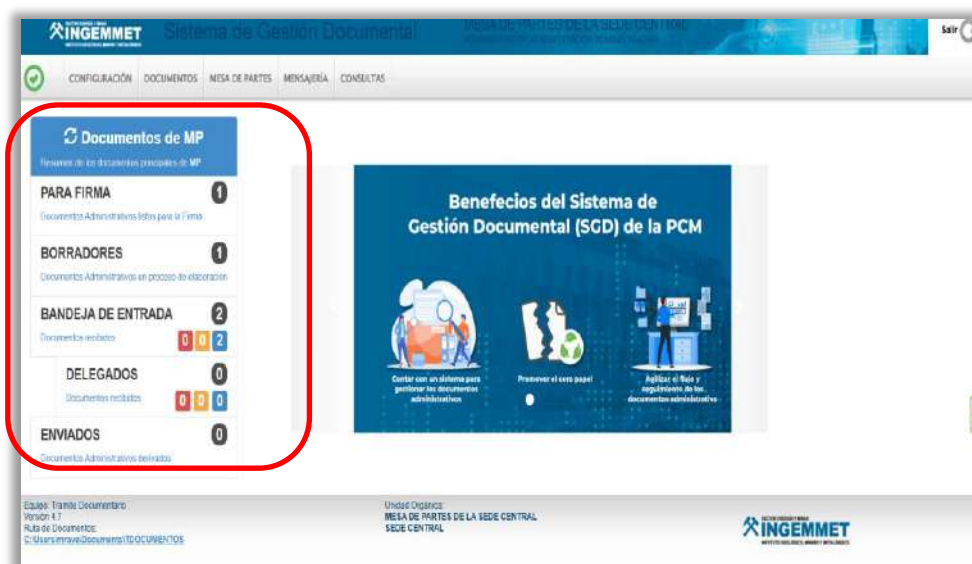 INGEMMET
Sistema de Gestión Documental
MESA DE PARTES DE LA SEDE CENTRAL
Salir
CONFIGURACIÓN DOCUMENTOS MESA DE PARTES MENSAJERÍA CONSULTAS
Documentos de MP
Resumen de los documentos principales de MP
PARA FIRMA 1
Documentos Administrativos listos para la Firma
BORRADORES 1
Documentos Administrativos en proceso de elaboración
BANDEJA DE ENTRADA 2
Documentos recibidos 0 0 2
DELEGADOS 0
Documentos recibidos 0 0 0
ENVIADOS 0
Documentos Administrativos derivados
Benefecios del Sistema de
Gestión Documental (SGD) de la PCM
Contar con un sistema para
gestionar los documentos
administrativos
Promover el cero papel
Agilizar el flujo y
seguimiento de los
documentos administrativo
Equipo: Tramite Documentario
Versión 4.7
Ruta de Documentos:
C:\Users\mrave\Documents\TDOCUMENTOS
Unidad Orgánica:
MESA DE PARTES DE LA SEDE CENTRAL
SEDE CENTRAL
INGEMMET